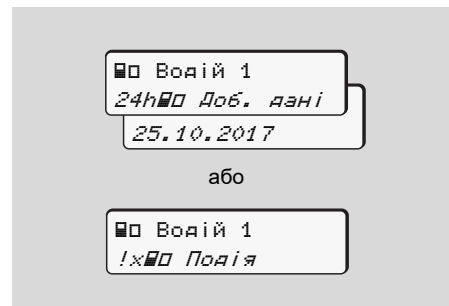 Водій 1
24h Доб. дані
25.10.2017
або
Водій 1
!x Подія